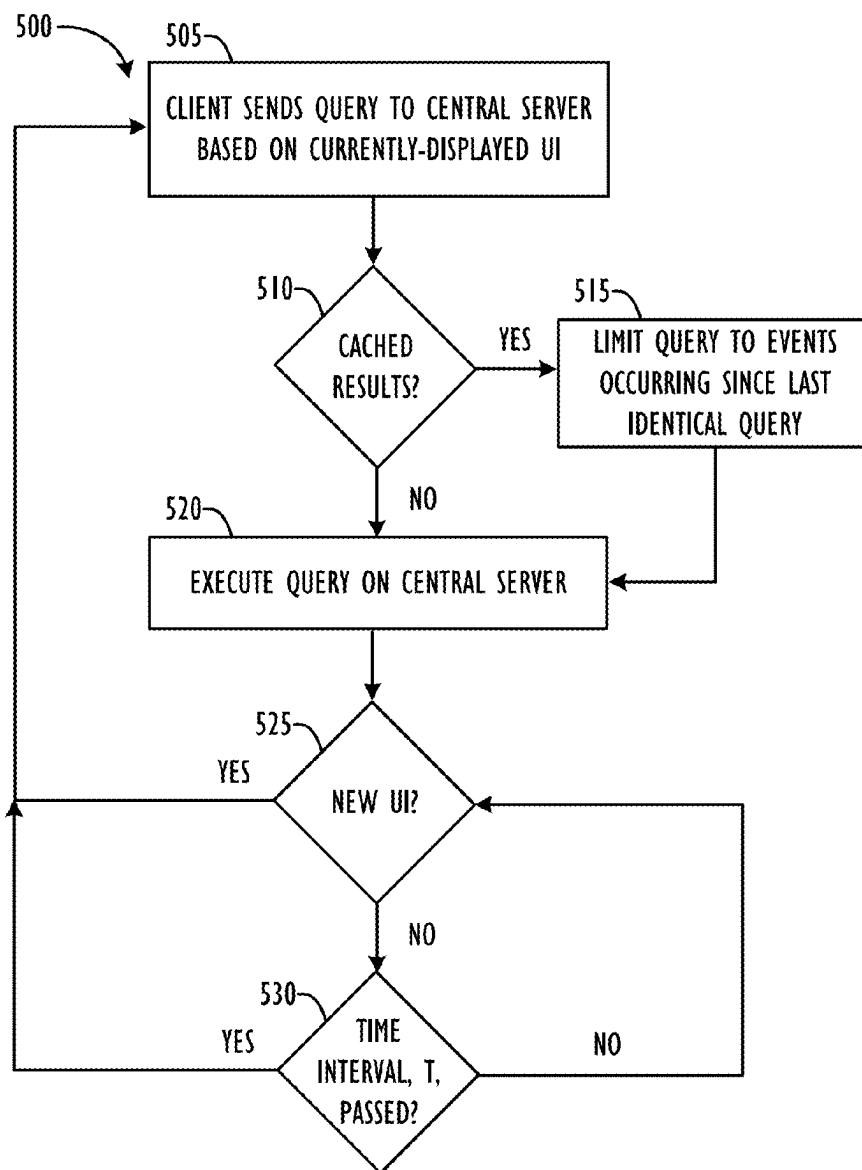 500
505
CLIENT SENDS QUERY TO CENTRAL SERVER
BASED ON CURRENTLY-DISPLAYED UI
510
CACHED
RESULTS?
YES
515
LIMIT QUERY TO EVENTS
OCCURRING SINCE LAST
IDENTICAL QUERY
NO
520
EXECUTE QUERY ON CENTRAL SERVER
525
YES
NEW UI?
NO
530
YES
TIME
INTERVAL, T,
PASSED?
NO